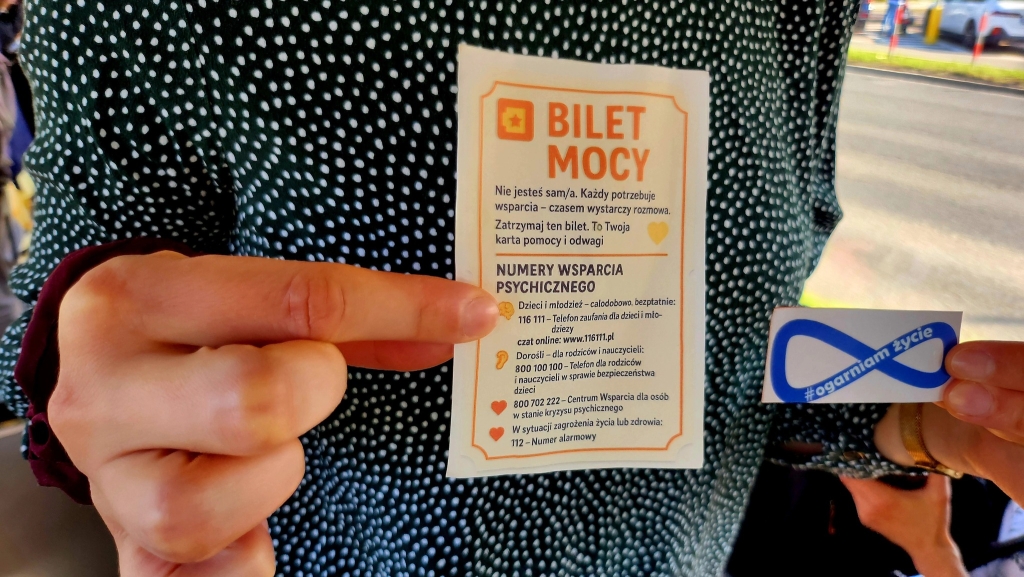 BILET
MOCY
Nie jesteś sam/a. Każdy potrzebuje
wsparcia – czasem wystarczy rozmowa.
Zatrzymaj ten bilet. To Twoja
karta pomocy i odwagi
NUMERY WSPARCIA
PSYCHICZNEGO
Dzieci i młodzież – całodobowo, bezpłatnie:
116 111 – Telefon zaufania dla dzieci i mło-
dzieży
czat online: www.116111.pl
Dorośli – dla rodziców i nauczycieli:
800 100 100 – Telefon dla rodziców
i nauczycieli w sprawie bezpieczeństwa
dzieci
800 702 222 – Centrum Wsparcia dla osób
w stanie kryzysu psychicznego
W sytuacji zagrożenia życia lub zdrowia:
112 – Numer alarmowy
#ogarniam życie